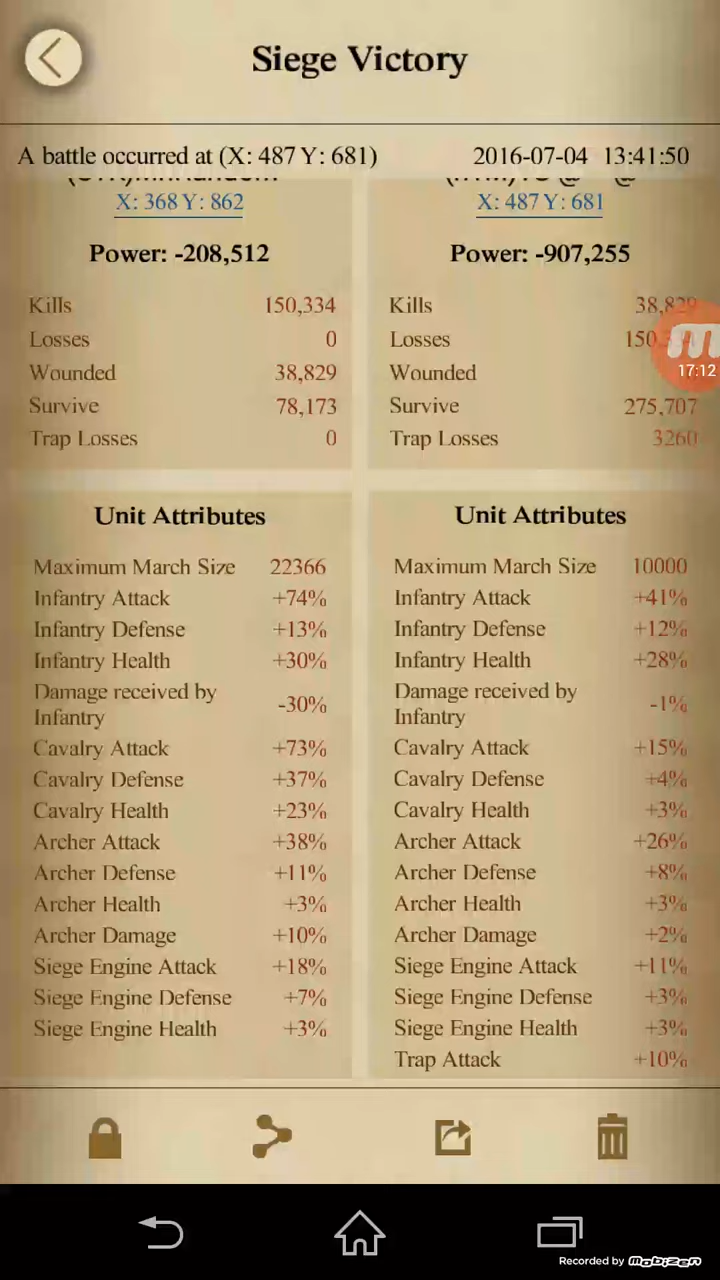 Siege Victory
A battle occurred at (X: 487 Y: 681) 2016-07-04 13:41:50
X: 368 Y: 862 X: 487 Y: 681
Power: -208,512 Power: -907,255
Kills 150,334 Kills 38,829
Losses 0 Losses
Wounded 38,829 Wounded
Survive 78,173 Survive 275,707
Trap Losses 0 Trap Losses 3260
Unit Attributes Unit Attributes
Maximum March Size 22366 Maximum March Size 10000
Infantry Attack +74% Infantry Attack +41%
Infantry Defense +13% Infantry Defense +12%
Infantry Health +30% Infantry Health +28%
Damage received by Infantry -30% Damage received by Infantry -1%
Cavalry Attack +73% Cavalry Attack +15%
Cavalry Defense +37% Cavalry Defense +4%
Cavalry Health +23% Cavalry Health +3%
Archer Attack +38% Archer Attack +26%
Archer Defense +11% Archer Defense +8%
Archer Health +3% Archer Health +3%
Archer Damage +10% Archer Damage +2%
Siege Engine Attack +18% Siege Engine Attack +11%
Siege Engine Defense +7% Siege Engine Defense +3%
Siege Engine Health +3% Siege Engine Health +3%
Trap Attack +10%
17:12
Recorded by mobizen